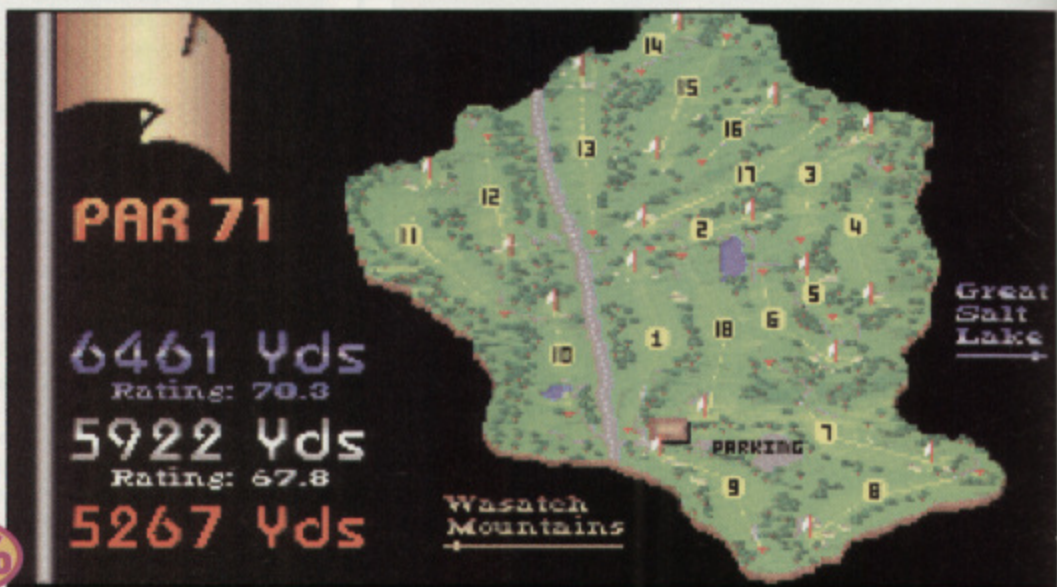 PAR 71
6461 Yds
Rating: 70.3
5922 Yds
Rating: 67.8
5267 Yds
14
15
16
13
17
3
12
2
4
11
5
6
18
1
10
7
PARKING
9
8
Great
Salt
Lake
Wasatch
Mountains